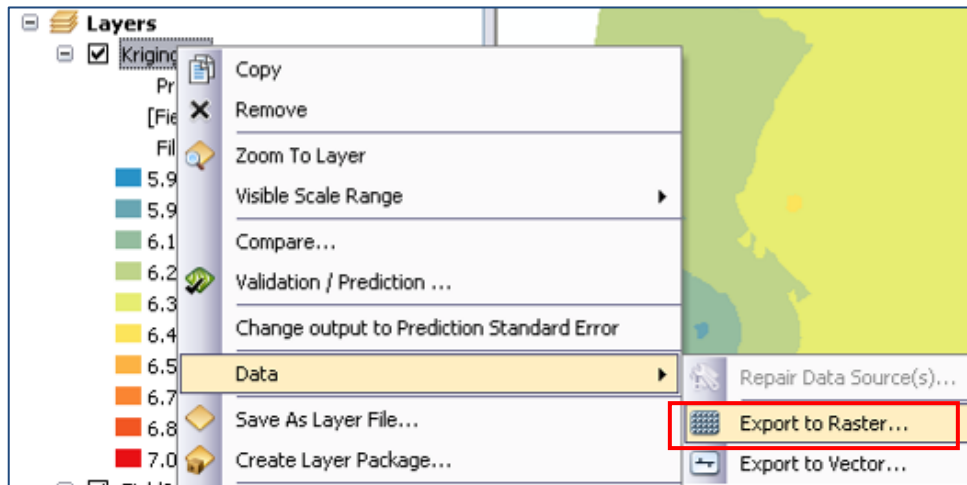 Layers
Kriging
Pr
[Fie
Fil
5.9
5.9
6.1
6.2
6.3
6.4
6.5
6.7
6.8
7.0
Copy
Remove
Zoom To Layer
Visible Scale Range
Compare...
Validation / Prediction ...
Change output to Prediction Standard Error
Data
Save As Layer File...
Create Layer Package...
Repair Data Source(s)...
Export to Raster...
Export to Vector...